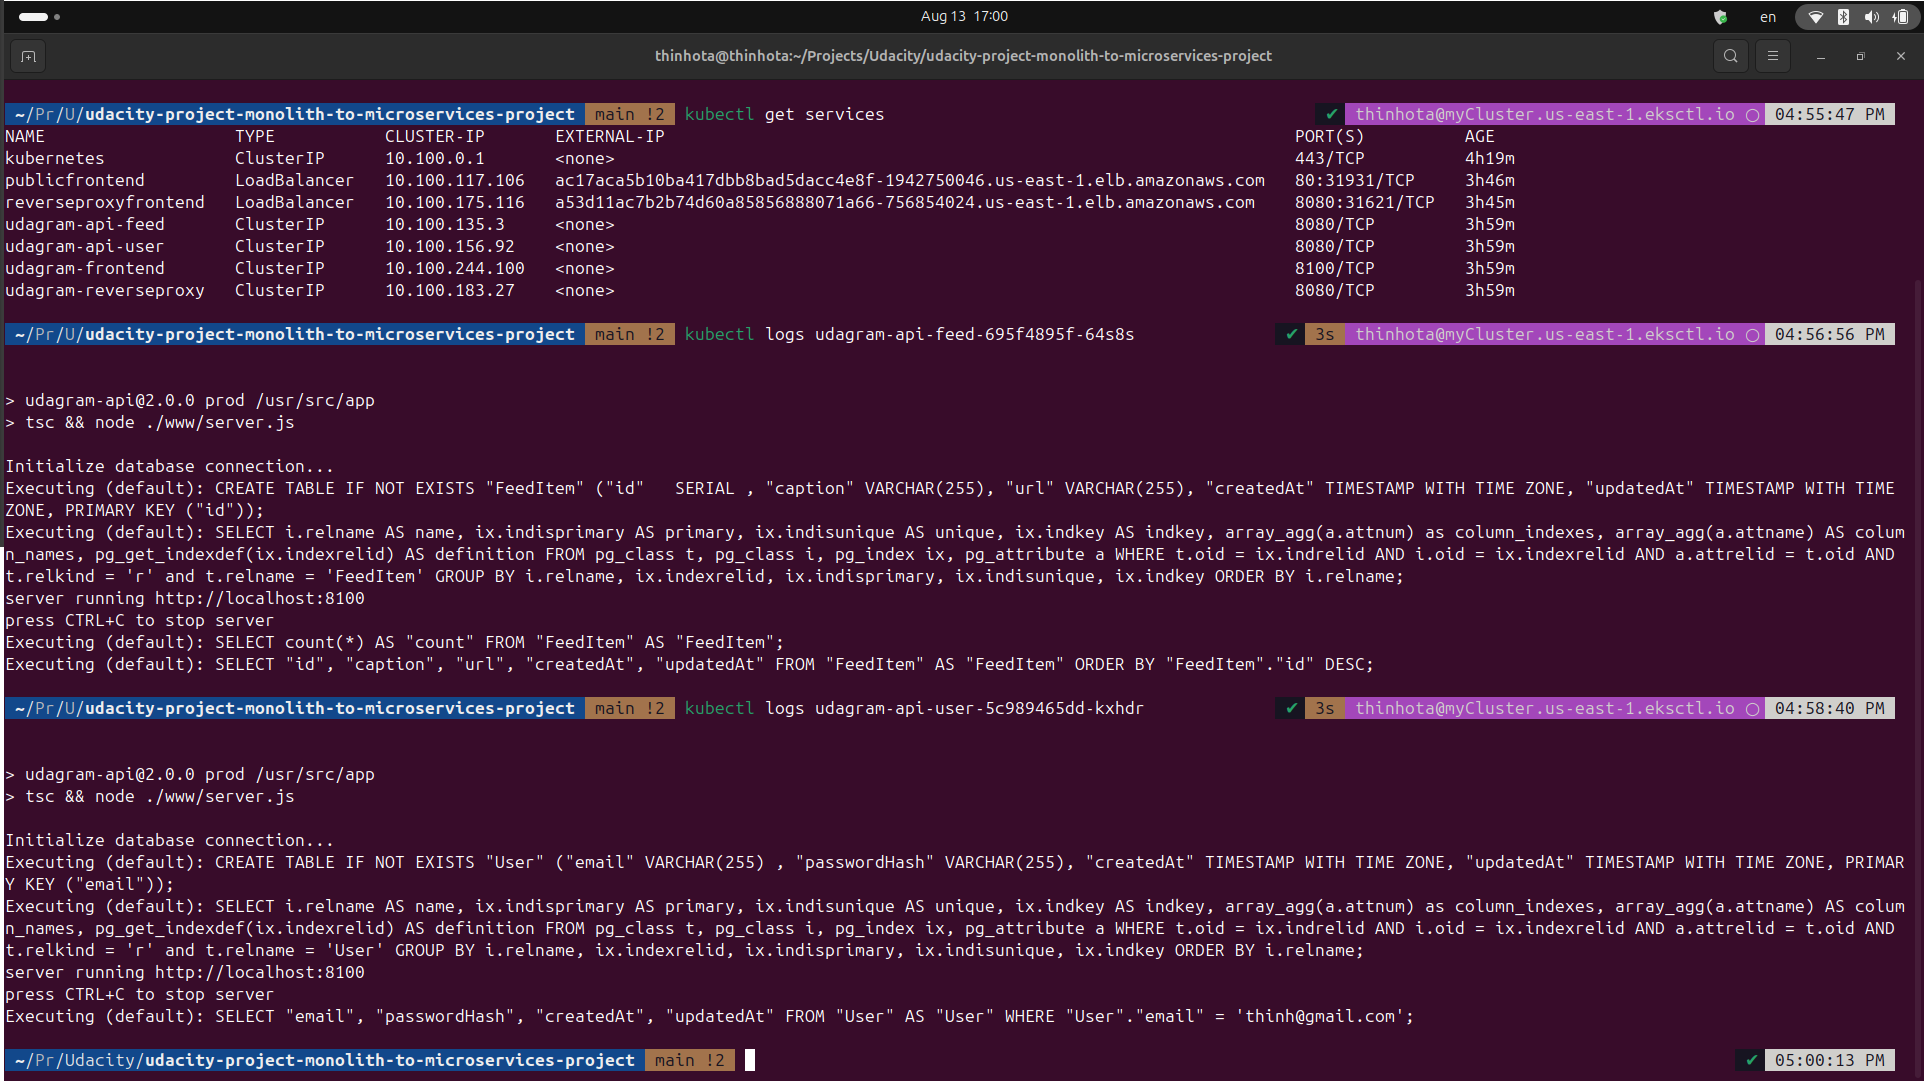 Aug 13 17:00
en
thinhota@thinhota:~/Projects/Udacity/udacity-project-monolith-to-microservices-project
~/Pr/U/udacity-project-monolith-to-microservices-project main !2 kubectl get services ✔ thinhota@myCluster.us-east-1.eksctl.io 04:55:47 PM
NAME TYPE CLUSTER-IP EXTERNAL-IP PORT(S) AGE
kubernetes ClusterIP 10.100.0.1 <none> 443/TCP 4h19m
publicfrontend LoadBalancer 10.100.117.106 ac17aca5b10ba417dbb8bad5dacc4e8f-1942750046.us-east-1.elb.amazonaws.com 80:31931/TCP 3h46m
reverseproxyfrontend LoadBalancer 10.100.175.116 a53d11ac7b2b74d60a85856888071a66-756854024.us-east-1.elb.amazonaws.com 8080:31621/TCP 3h45m
udagram-api-feed ClusterIP 10.100.135.3 <none> 8080/TCP 3h59m
udagram-api-user ClusterIP 10.100.156.92 <none> 8080/TCP 3h59m
udagram-frontend ClusterIP 10.100.244.100 <none> 8100/TCP 3h59m
udagram-reverseproxy ClusterIP 10.100.183.27 <none> 8080/TCP 3h59m
~/Pr/U/udacity-project-monolith-to-microservices-project main !2 kubectl logs udagram-api-feed-695f4895f-64s8s ✔ 3s thinhota@myCluster.us-east-1.eksctl.io 04:56:56 PM
> udagram-api@2.0.0 prod /usr/src/app
> tsc && node ./www/server.js
Initialize database connection...
Executing (default): CREATE TABLE IF NOT EXISTS "FeedItem" ("id"   SERIAL , "caption" VARCHAR(255), "url" VARCHAR(255), "createdAt" TIMESTAMP WITH TIME ZONE, "updatedAt" TIMESTAMP WITH TIME
ZONE, PRIMARY KEY ("id"));
Executing (default): SELECT i.relname AS name, ix.indisprimary AS primary, ix.indisunique AS unique, ix.indkey AS indkey, array_agg(a.attnum) as column_indexes, array_agg(a.attname) AS colum
n_names, pg_get_indexdef(ix.indexrelid) AS definition FROM pg_class t, pg_class i, pg_index ix, pg_attribute a WHERE t.oid = ix.indrelid AND i.oid = ix.indexrelid AND a.attrelid = t.oid AND
t.relkind = 'r' and t.relname = 'FeedItem' GROUP BY i.relname, ix.indexrelid, ix.indisprimary, ix.indisunique, ix.indkey ORDER BY i.relname;
server running http://localhost:8100
press CTRL+C to stop server
Executing (default): SELECT count(*) AS "count" FROM "FeedItem" AS "FeedItem";
Executing (default): SELECT "id", "caption", "url", "createdAt", "updatedAt" FROM "FeedItem" AS "FeedItem" ORDER BY "FeedItem"."id" DESC;
~/Pr/U/udacity-project-monolith-to-microservices-project main !2 kubectl logs udagram-api-user-5c989465dd-kxhdr ✔ 3s thinhota@myCluster.us-east-1.eksctl.io 04:58:40 PM
> udagram-api@2.0.0 prod /usr/src/app
> tsc && node ./www/server.js
Initialize database connection...
Executing (default): CREATE TABLE IF NOT EXISTS "User" ("email" VARCHAR(255) , "passwordHash" VARCHAR(255), "createdAt" TIMESTAMP WITH TIME ZONE, "updatedAt" TIMESTAMP WITH TIME ZONE, PRIMAR
Y KEY ("email"));
Executing (default): SELECT i.relname AS name, ix.indisprimary AS primary, ix.indisunique AS unique, ix.indkey AS indkey, array_agg(a.attnum) as column_indexes, array_agg(a.attname) AS colum
n_names, pg_get_indexdef(ix.indexrelid) AS definition FROM pg_class t, pg_class i, pg_index ix, pg_attribute a WHERE t.oid = ix.indrelid AND i.oid = ix.indexrelid AND a.attrelid = t.oid AND
t.relkind = 'r' and t.relname = 'User' GROUP BY i.relname, ix.indexrelid, ix.indisprimary, ix.indisunique, ix.indkey ORDER BY i.relname;
server running http://localhost:8100
press CTRL+C to stop server
Executing (default): SELECT "email", "passwordHash", "createdAt", "updatedAt" FROM "User" AS "User" WHERE "User"."email" = 'thinh@gmail.com';
~/Pr/Udacity/udacity-project-monolith-to-microservices-project main !2 ✔ 05:00:13 PM